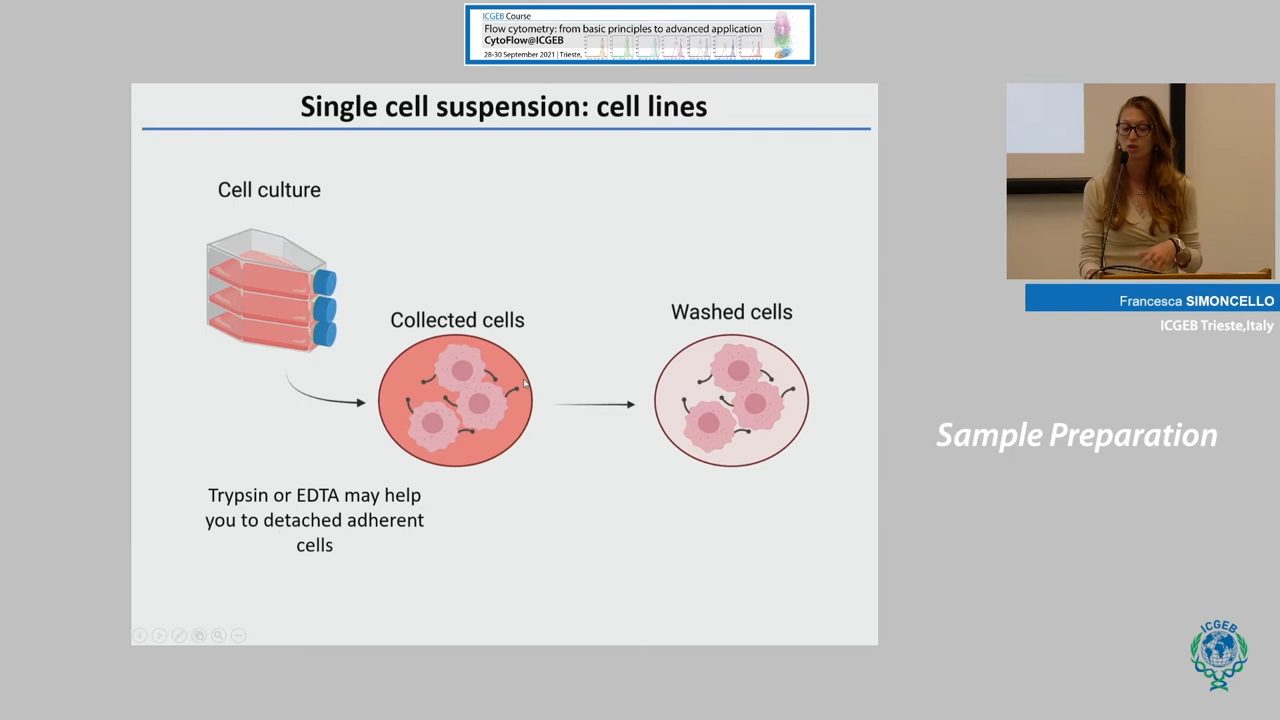 ICGEB Course
Flow cytometry: from basic principles to advanced application
CytoFlow@ICGEB
28-30 September 2021 | Trieste,
Single cell suspension: cell lines
Cell culture
Collected cells
Washed cells
Trypsin or EDTA may help
you to detached adherent
cells
Francesca SIMONCELLO
ICGEB Trieste,Italy
Sample Preparation
ICGEB